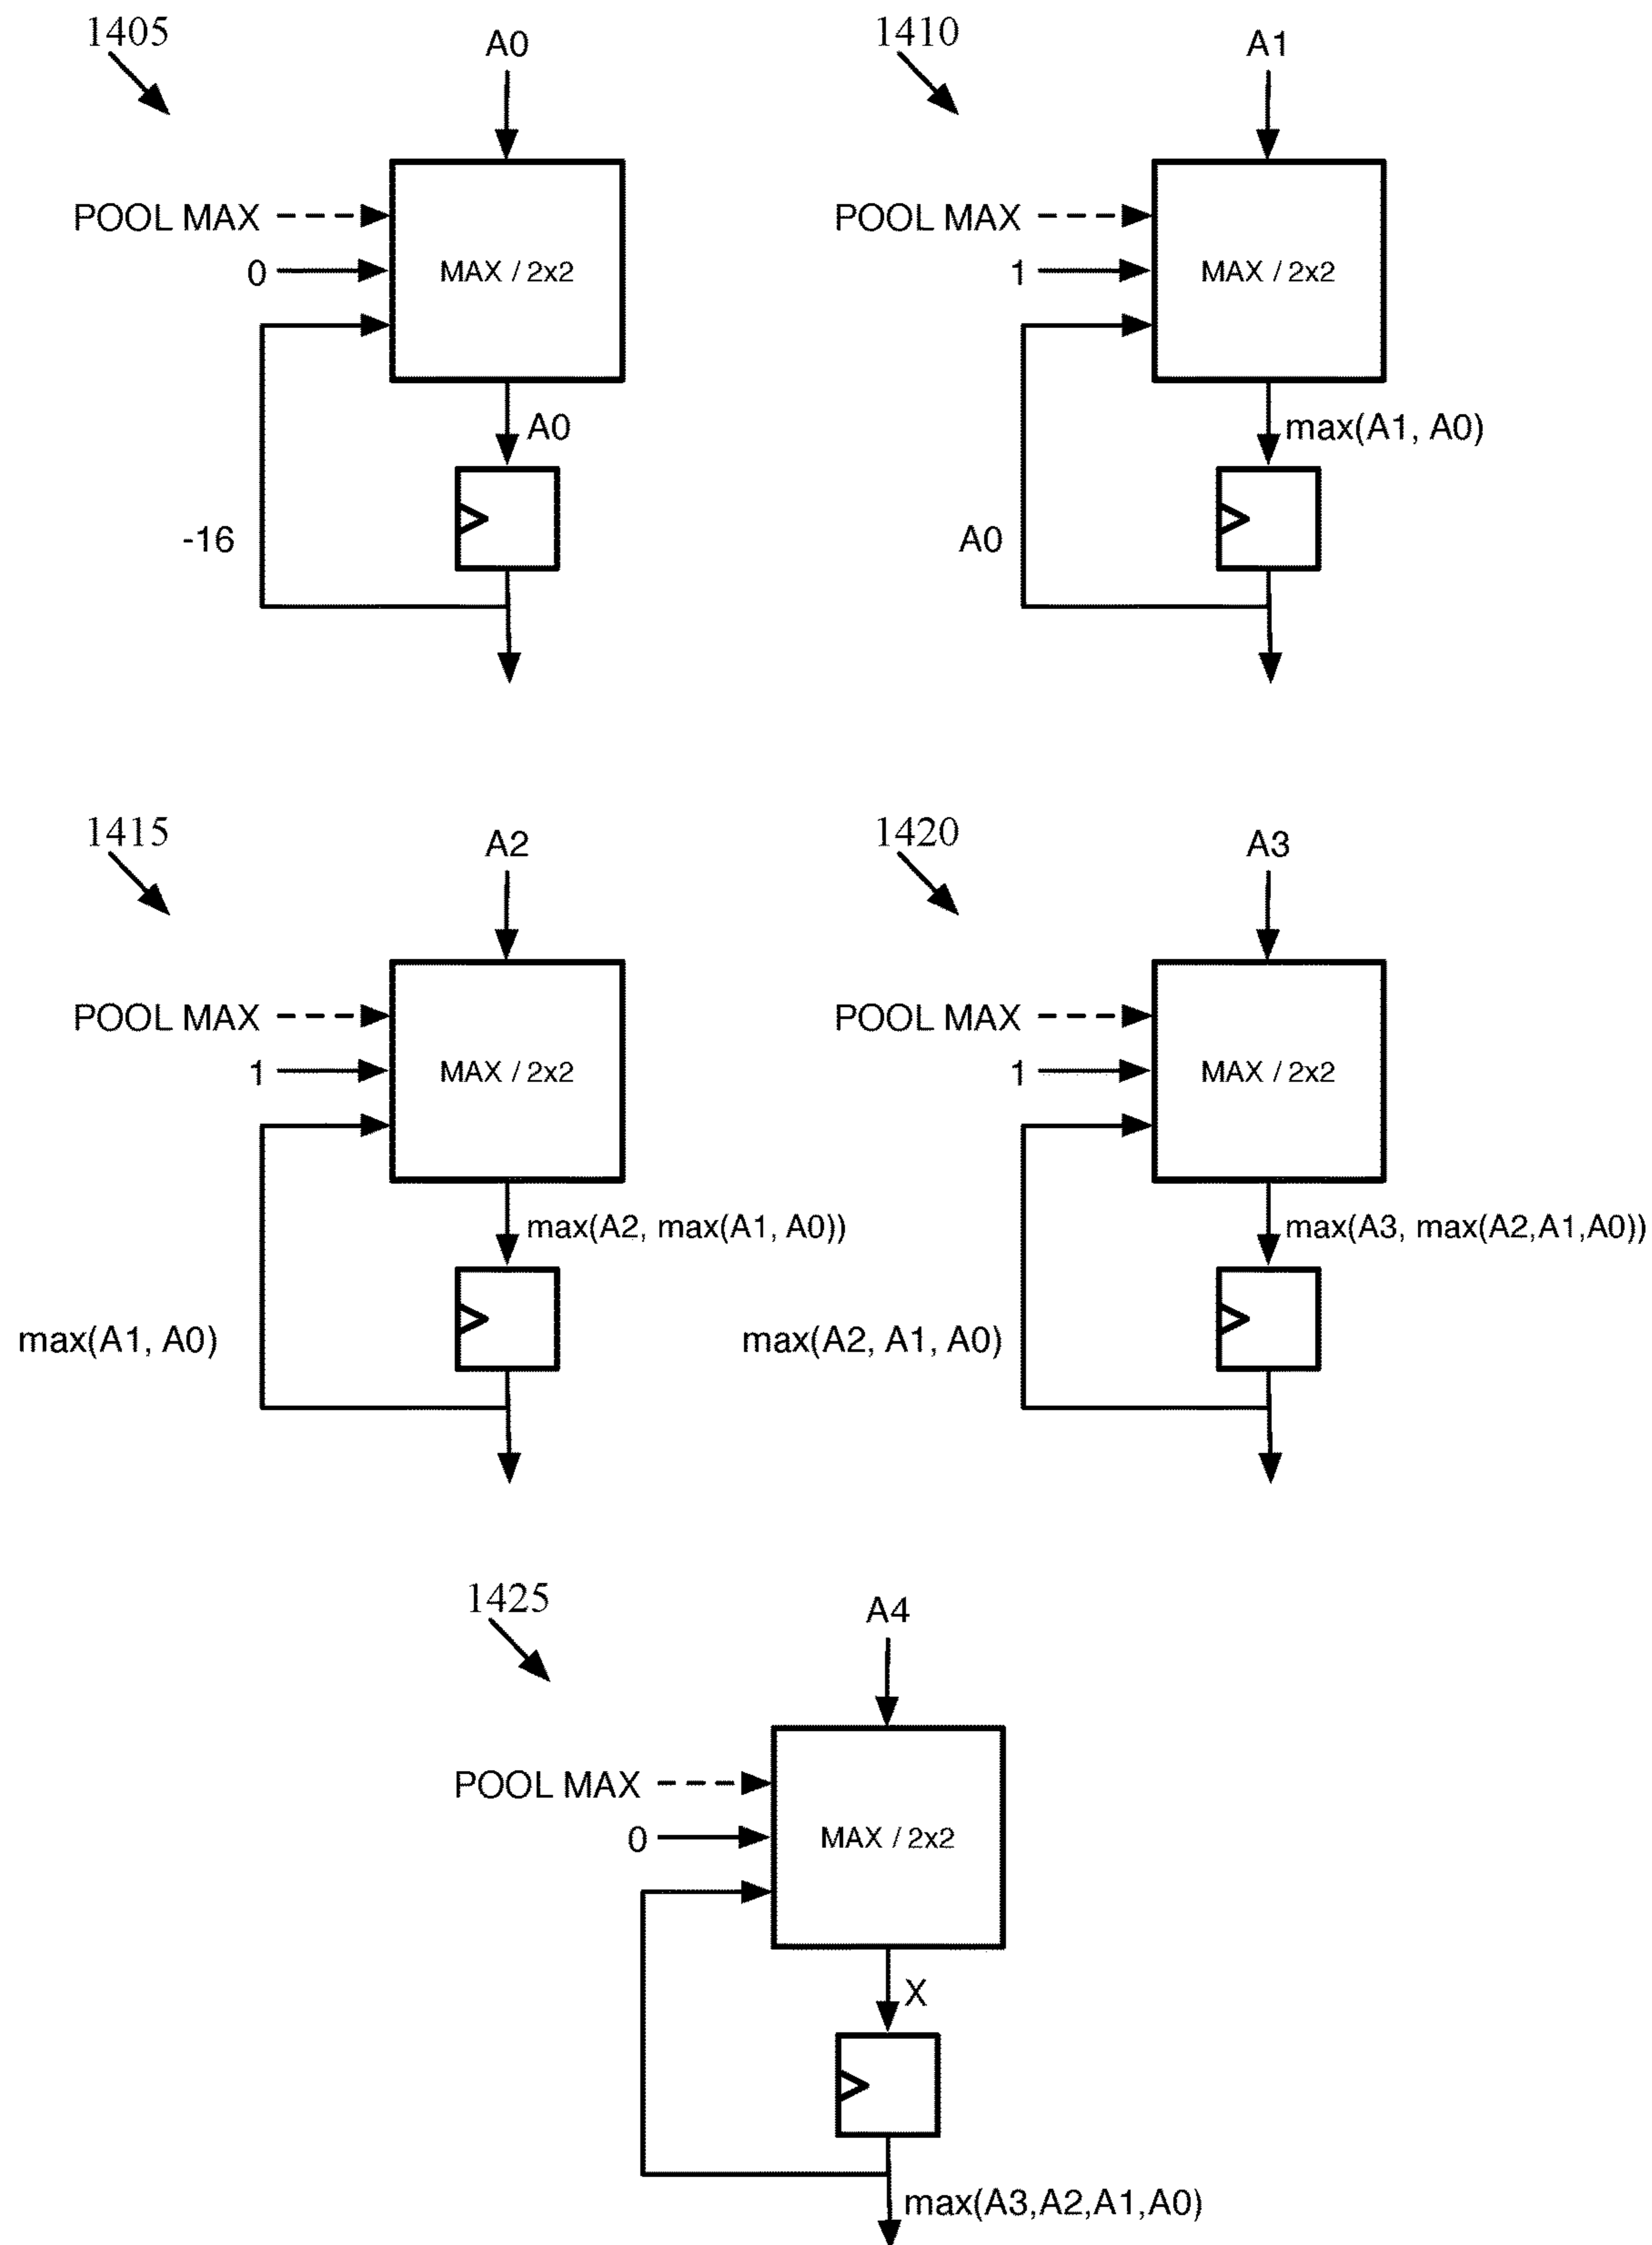 1405
A0
POOL MAX
0
MAX / 2x2
A0
-16
1410
A1
POOL MAX
1
MAX / 2x2
max(A1, A0)
A0
1415
A2
POOL MAX
1
MAX / 2x2
max(A2, max(A1, A0))
max(A1, A0)
1420
A3
POOL MAX
1
MAX / 2x2
max(A3, max(A2,A1,A0))
max(A2, A1, A0)
1425
A4
POOL MAX
0
MAX / 2x2
X
max(A3,A2,A1,A0)